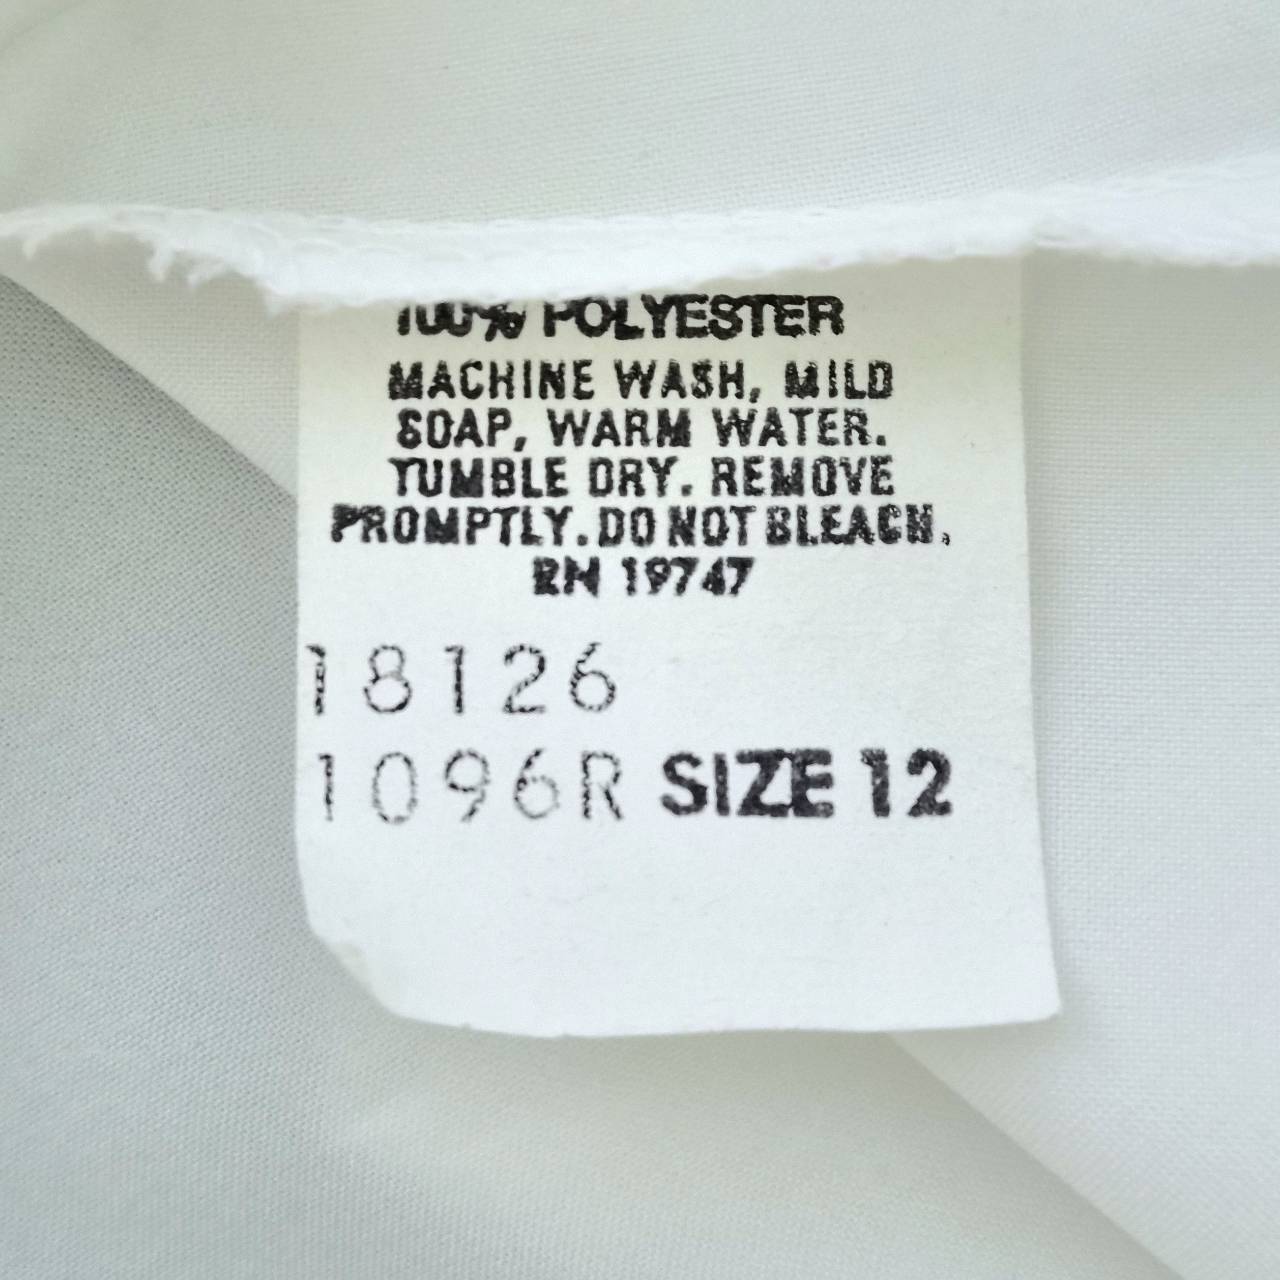 100% POLYESTER
MACHINE WASH, MILD
SOAP, WARM WATER.
TUMBLE DRY. REMOVE
PROMPTLY. DO NOT BLEACH.
RN 19747
18126
1096R SIZE 12